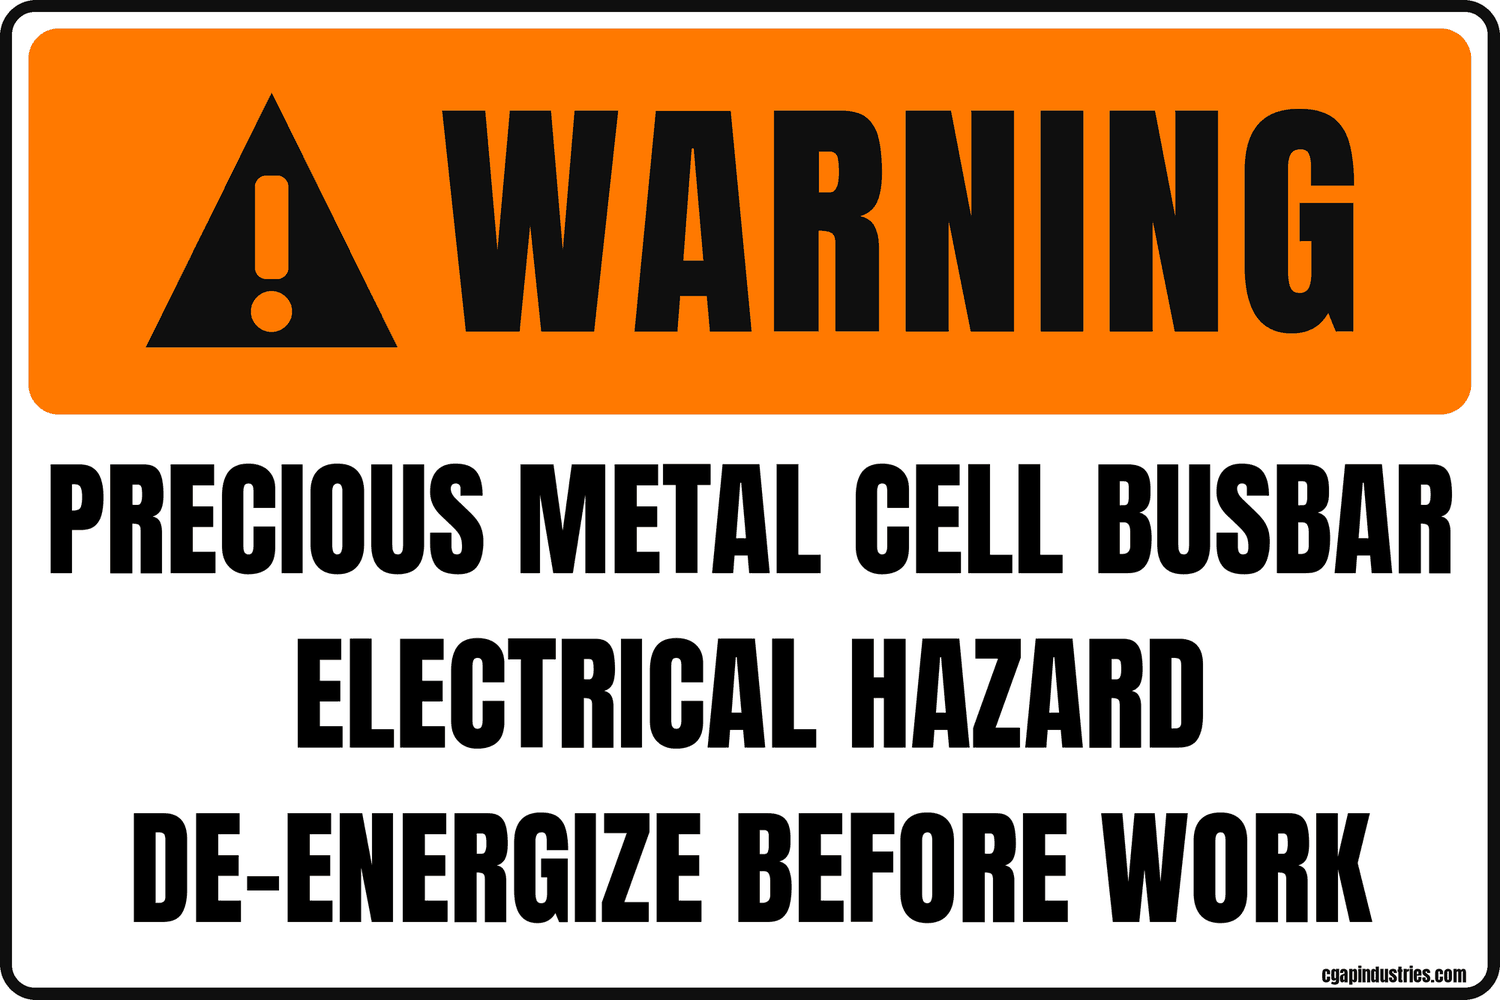 WARNING
PRECIOUS METAL CELL BUSBAR
ELECTRICAL HAZARD
DE-ENERGIZE BEFORE WORK
cgapindustries.com